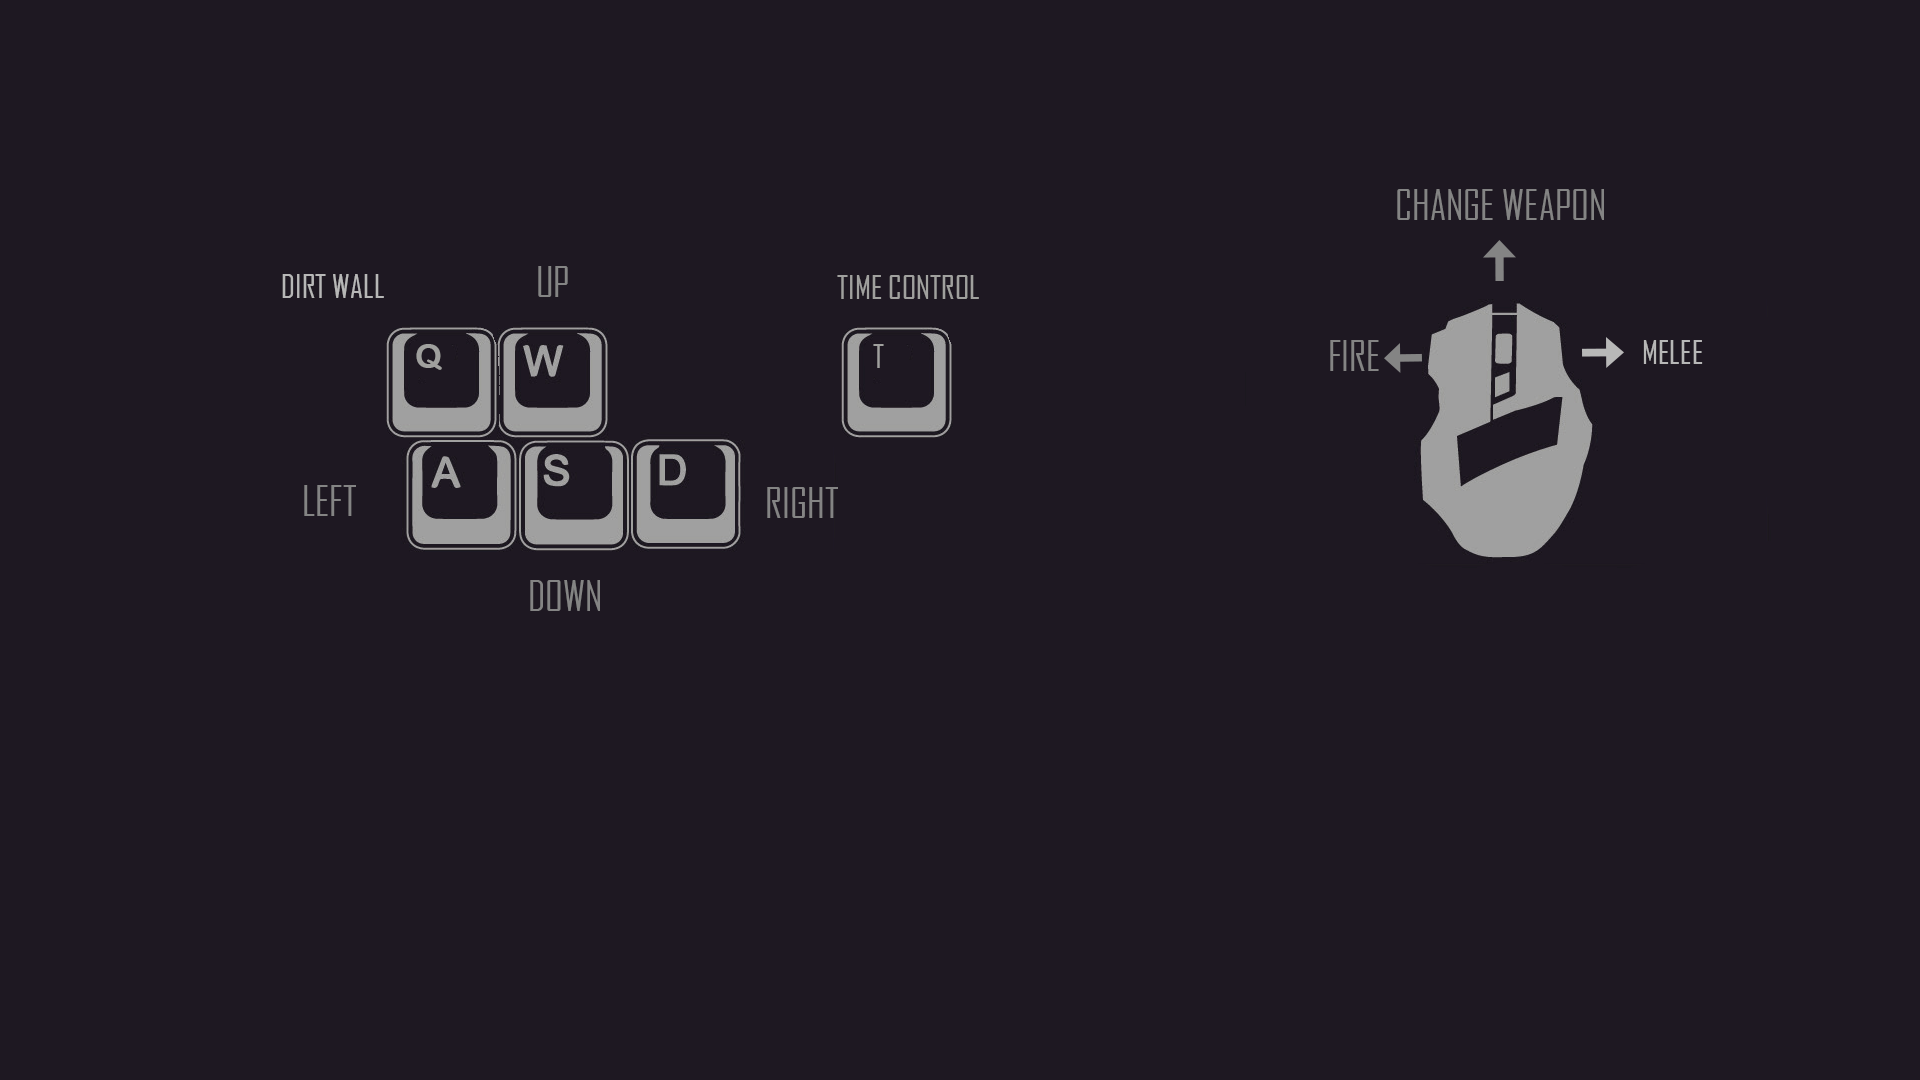 CHANGE WEAPON
DIRT WALL
UP
TIME CONTROL
Q
W
T
FIRE
MELEE
A
S
D
LEFT
RIGHT
DOWN